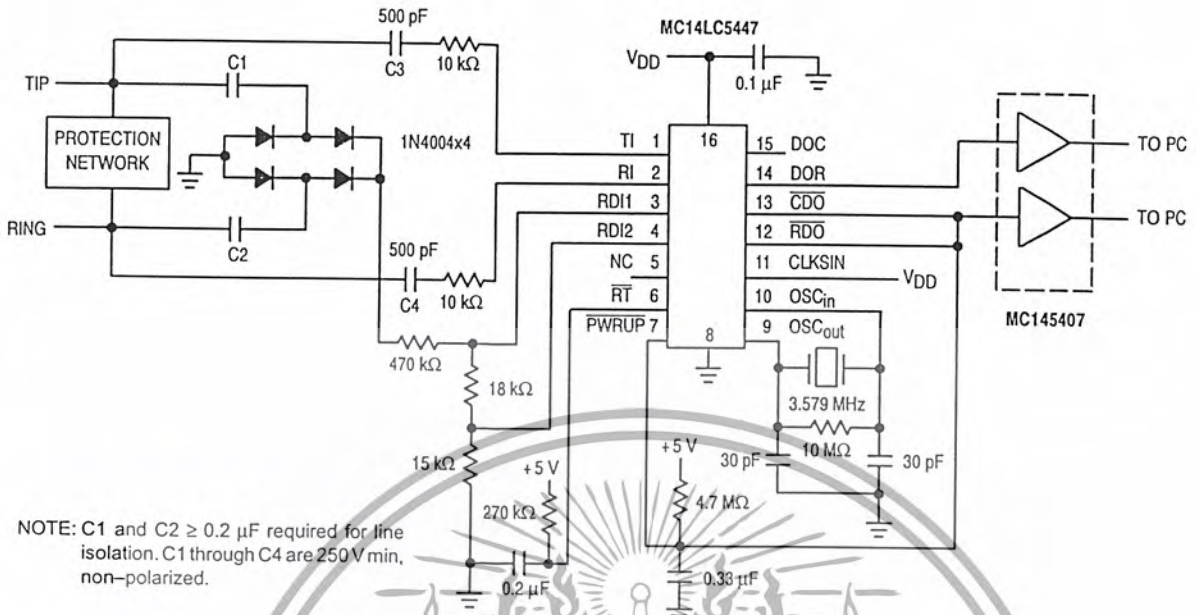 500 pF
C3
10 kΩ
MC14LC5447
VDD
0.1 µF
TIP
C1
PROTECTION
NETWORK
1N4004x4
RING
C2
500 pF
C4
10 kΩ
TI 1
RI 2
RDI1 3
RDI2 4
NC 5
R̅T̅ 6
P̅W̅R̅U̅P̅ 7
16
8
15 DOC
14 DOR
13 C̅D̅O̅
12 R̅D̅O̅
11 CLKSIN
VDD
10 OSCin
9 OSCout
TO PC
TO PC
MC145407
470 kΩ
18 kΩ
15 kΩ
+5 V
270 kΩ
0.2 µF
+5 V
4.7 MΩ
0.33 µF
3.579 MHz
10 MΩ
30 pF
30 pF
NOTE: C1 and C2 ≥ 0.2 µF required for line
isolation. C1 through C4 are 250 V min,
non–polarized.